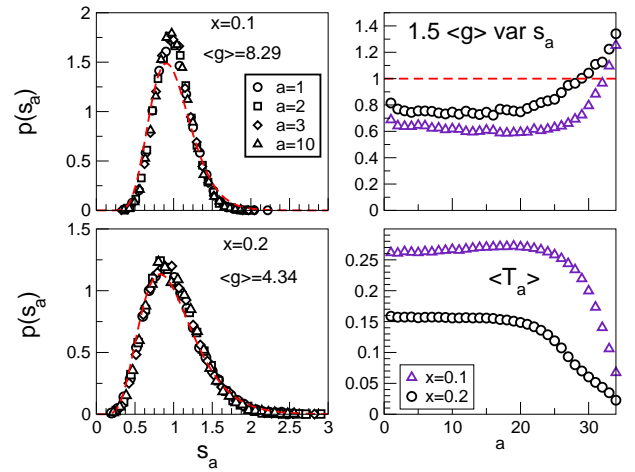 x=0.1
<g>=8.29
a=1
a=2
a=3
a=10
p(s_a)
2
1.5
1
0.5
0
1.5 <g> var s_a
1.4
1.2
1
0.8
0.6
0.4
0.2
0
x=0.2
<g>=4.34
p(s_a)
1.5
1
0.5
0
0 0.5 1 1.5 2 2.5 3
s_a
<T_a>
0.25
0.2
0.15
0.1
0.05
0
x=0.1
x=0.2
0 10 20 30
a